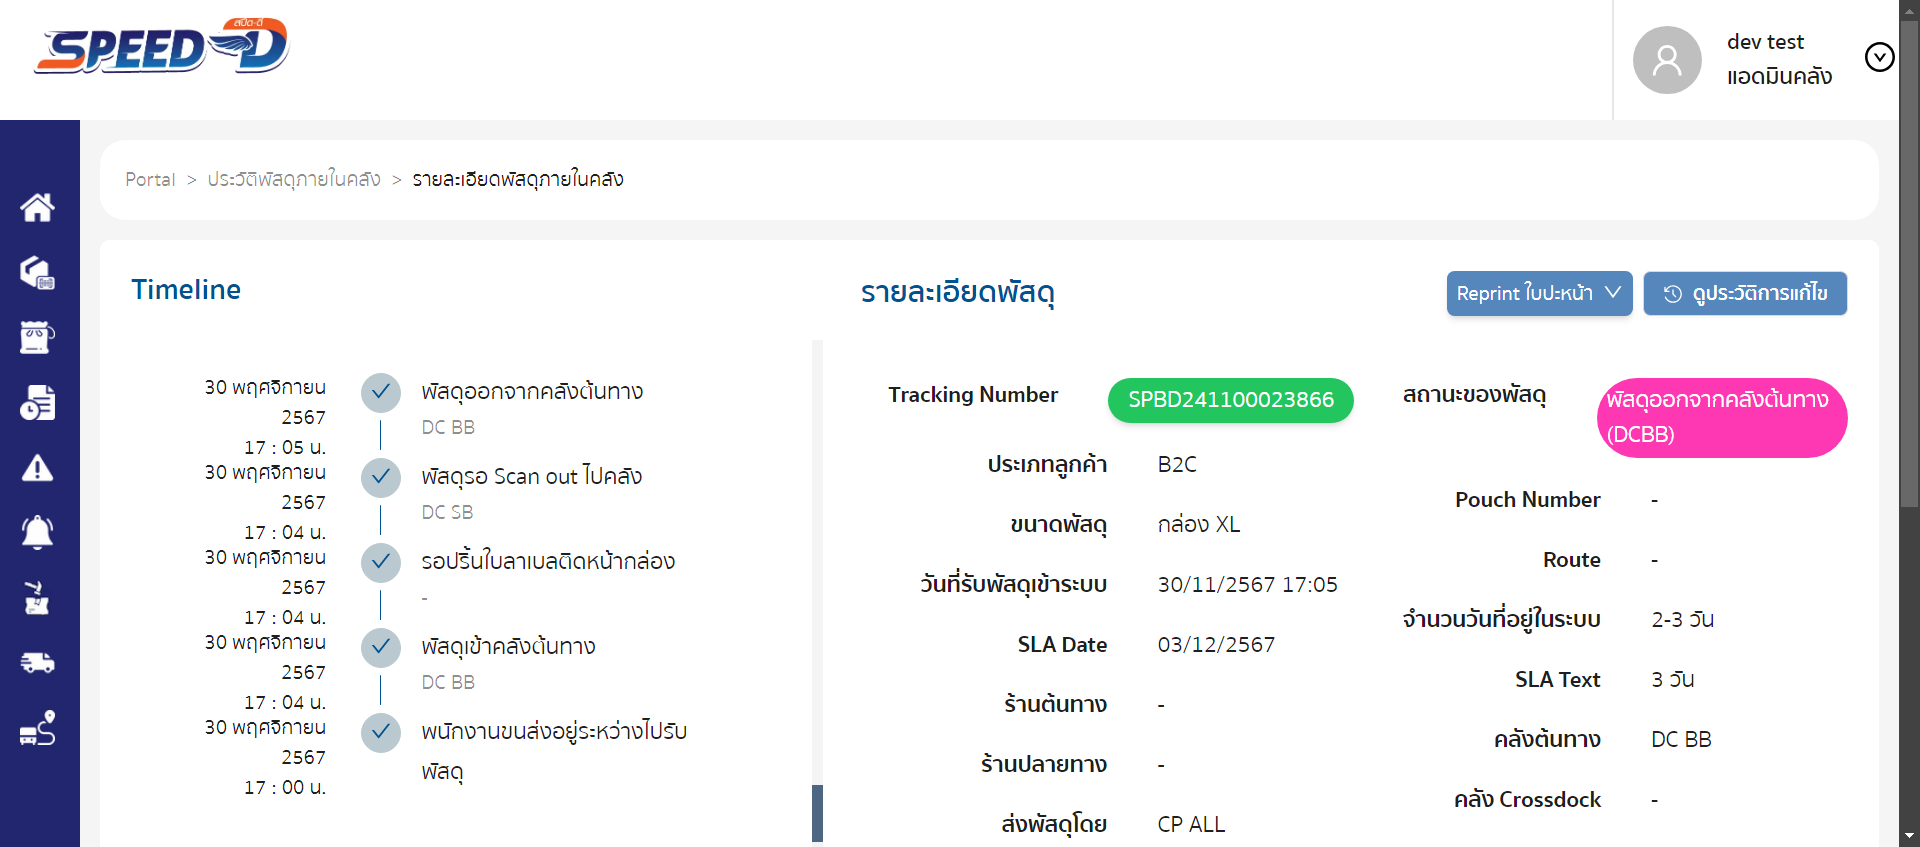 สปีด-ดี
SPEED-D
dev test
แอดมินคลัง
Portal > ประวัติพัสดุภายในคลัง > รายละเอียดพัสดุภายในคลัง
Timeline
30 พฤศจิกายน
2567
17 : 05 น.
พัสดุออกจากคลังต้นทาง
DC BB
30 พฤศจิกายน
2567
17 : 04 น.
พัสดุรอ Scan out ไปคลัง
DC SB
30 พฤศจิกายน
2567
17 : 04 น.
รอปริ้นใบลาเบลติดหน้ากล่อง
-
30 พฤศจิกายน
2567
17 : 04 น.
พัสดุเข้าคลังต้นทาง
DC BB
30 พฤศจิกายน
2567
17 : 00 น.
พนักงานขนส่งอยู่ระหว่างไปรับ
พัสดุ
รายละเอียดพัสดุ
Reprint ใบปะหน้า
ดูประวัติการแก้ไข
Tracking Number SPBD241100023866
ประเภทลูกค้า B2C
ขนาดพัสดุ กล่อง XL
วันที่รับพัสดุเข้าระบบ 30/11/2567 17:05
SLA Date 03/12/2567
ร้านต้นทาง -
ร้านปลายทาง -
ส่งพัสดุโดย CP ALL
สถานะของพัสดุ พัสดุออกจากคลังต้นทาง
(DCBB)
Pouch Number -
Route -
จำนวนวันที่อยู่ในระบบ 2-3 วัน
SLA Text 3 วัน
คลังต้นทาง DC BB
คลัง Crossdock -